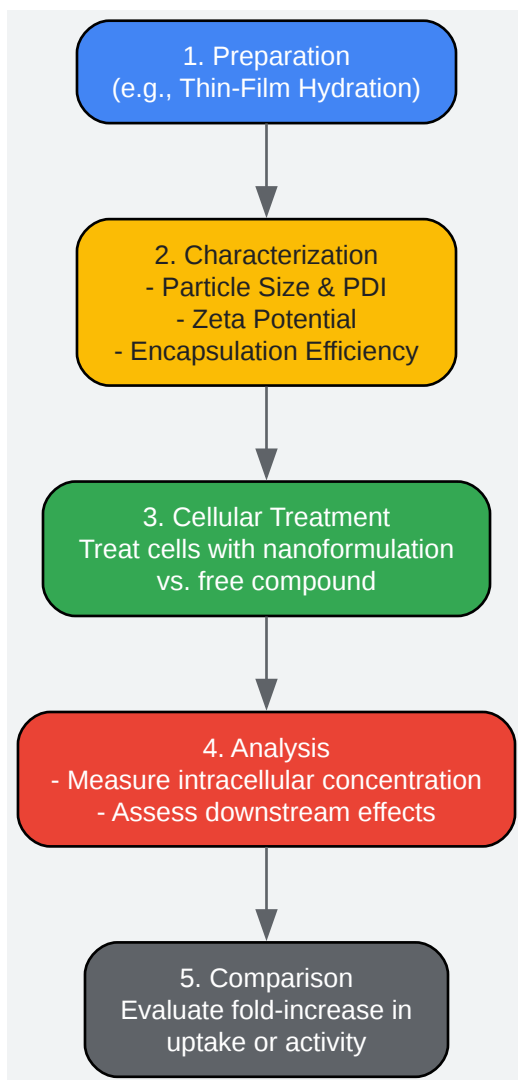 1. Preparation
(e.g., Thin-Film Hydration)
2. Characterization
- Particle Size & PDI
- Zeta Potential
- Encapsulation Efficiency
3. Cellular Treatment
Treat cells with nanoformulation
vs. free compound
4. Analysis
- Measure intracellular concentration
- Assess downstream effects
5. Comparison
Evaluate fold-increase in
uptake or activity